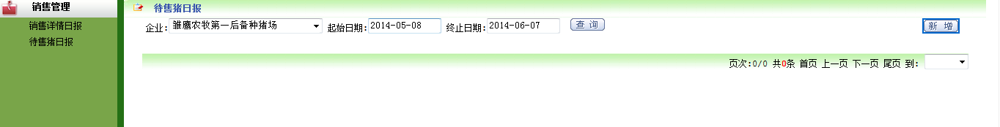 销售管理
销售详情日报
待售猪日报
待售猪日报
企业: 雏鹰农牧第一后备种猪场 起始日期: 2014-05-08 终止日期: 2014-06-07 查 询 新 增
页次:0/0 共0条 首页 上一页 下一页 尾页 到: